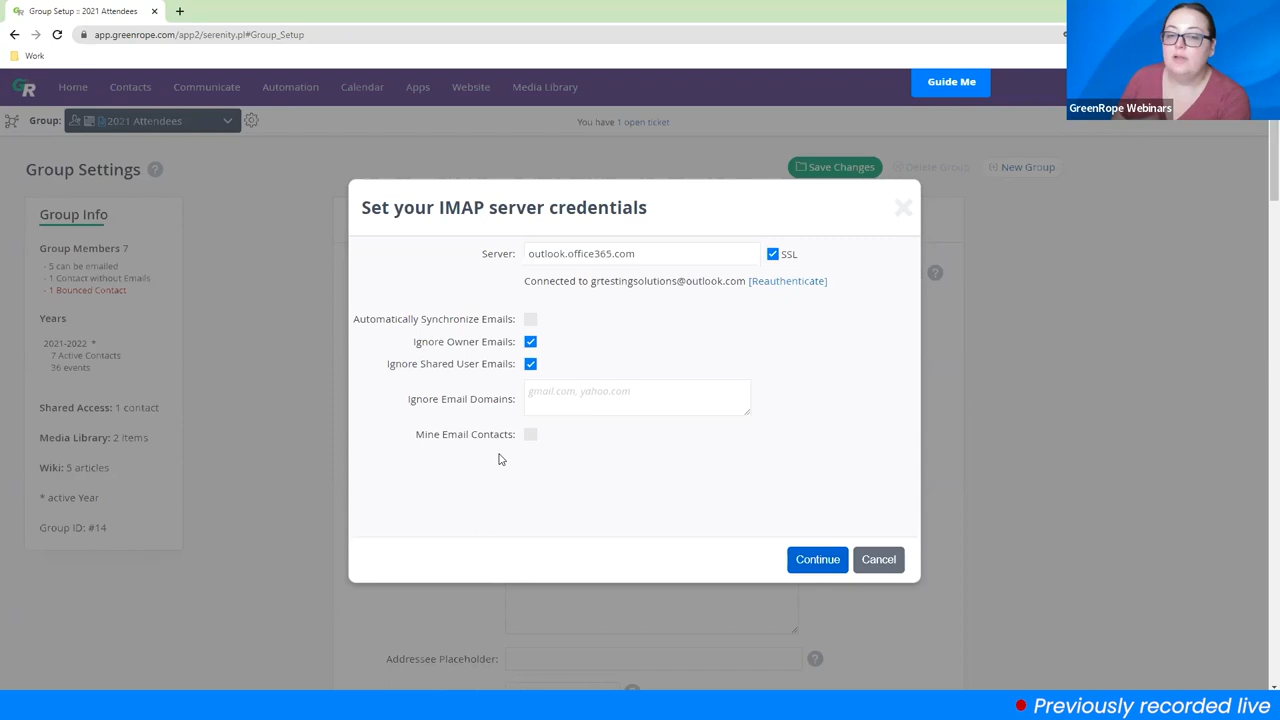 Group Setup :: 2021 Attendees
app.greenrope.com/app2/serenity.pl#Group_Setup
Work
GreenRope Webinars
GR
Home
Contacts
Communicate
Automation
Calendar
Apps
Website
Media Library
Guide Me
Group:
2021 Attendees
You have 1 open ticket
Group Settings
Save Changes
Delete Group
New Group
Group Info
Group Members 7
- 5 can be emailed
- 1 Contact without Emails
- 1 Bounced Contact
Years
2021-2022 *
7 Active Contacts
36 events
Shared Access: 1 contact
Media Library: 2 items
Wiki: 5 articles
* active Year
Group ID: #14
Set your IMAP server credentials
Server: outlook.office365.com SSL
Connected to grtestingsolutions@outlook.com [Reauthenticate]
Automatically Synchronize Emails:
Ignore Owner Emails:
Ignore Shared User Emails:
Ignore Email Domains: gmail.com, yahoo.com
Mine Email Contacts:
Continue
Cancel
Addressee Placeholder:
Previously recorded live